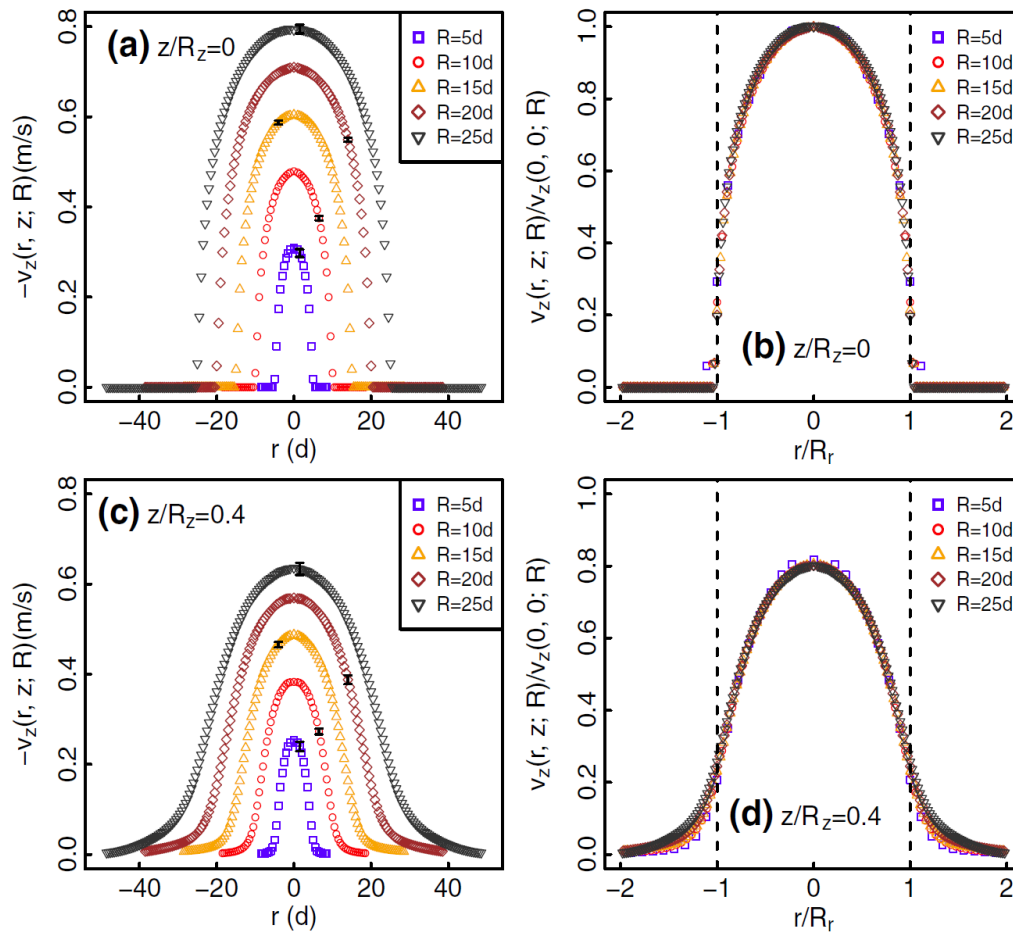 (a) z/R_z=0
R=5d
R=10d
R=15d
R=20d
R=25d
−v_z(r, z; R)(m/s)
0.8
0.6
0.4
0.2
0.0
−40 −20 0 20 40
r (d)
(b) z/R_z=0
R=5d
R=10d
R=15d
R=20d
R=25d
v_z(r, z; R)/v_z(0, 0; R)
1.0
0.8
0.6
0.4
0.2
0.0
−2 −1 0 1 2
r/R_r
(c) z/R_z=0.4
R=5d
R=10d
R=15d
R=20d
R=25d
−v_z(r, z; R)(m/s)
0.8
0.6
0.4
0.2
0.0
−40 −20 0 20 40
r (d)
(d) z/R_z=0.4
R=5d
R=10d
R=15d
R=20d
R=25d
v_z(r, z; R)/v_z(0, 0; R)
1.0
0.8
0.6
0.4
0.2
0.0
−2 −1 0 1 2
r/R_r